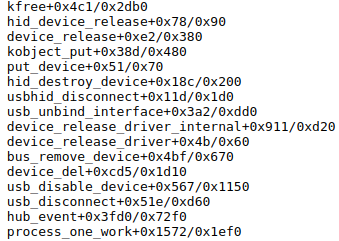 kfree+0x4c1/0x2db0
hid_device_release+0x78/0x90
device_release+0xe2/0x380
kobject_put+0x38d/0x480
put_device+0x51/0x70
hid_destroy_device+0x18c/0x200
usbhid_disconnect+0x11d/0x1d0
usb_unbind_interface+0x3a2/0xdd0
device_release_driver_internal+0x911/0xd20
device_release_driver+0x4b/0x60
bus_remove_device+0x4bf/0x670
device_del+0xcd5/0x1d10
usb_disable_device+0x567/0x1150
usb_disconnect+0x51e/0xd60
hub_event+0x3fd0/0x72f0
process_one_work+0x1572/0x1ef0